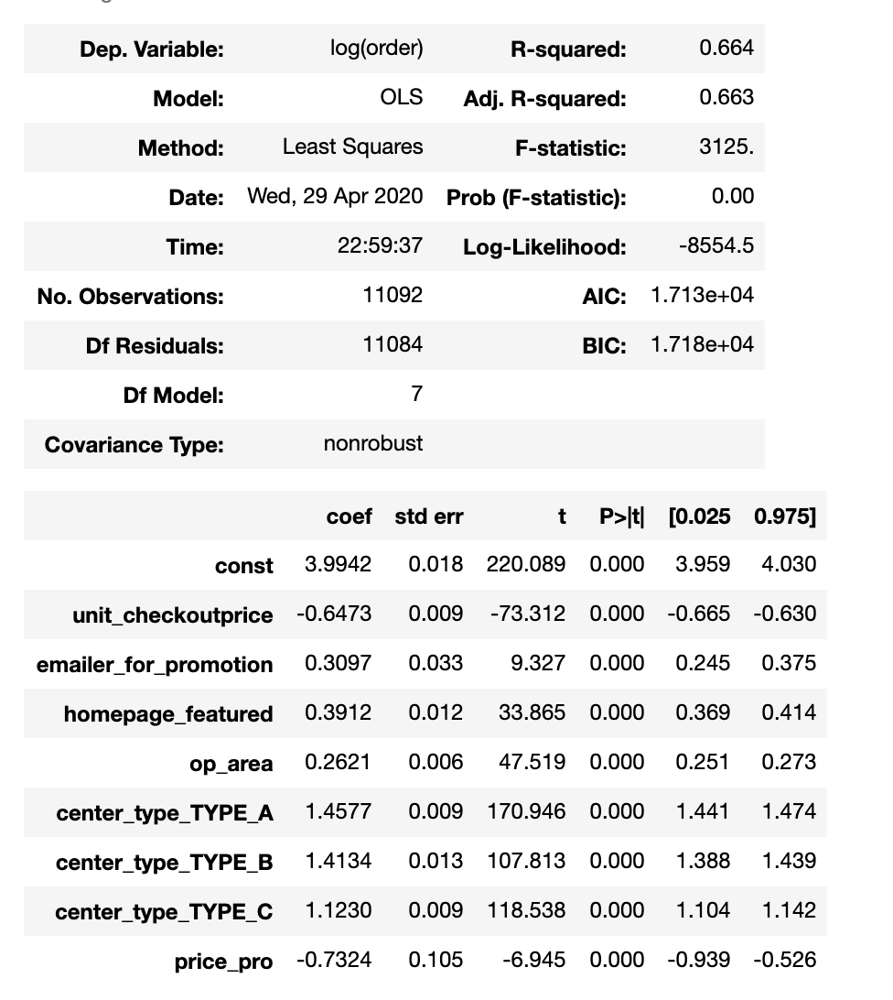 Dep. Variable: log(order) R-squared: 0.664
Model: OLS Adj. R-squared: 0.663
Method: Least Squares F-statistic: 3125.
Date: Wed, 29 Apr 2020 Prob (F-statistic): 0.00
Time: 22:59:37 Log-Likelihood: -8554.5
No. Observations: 11092 AIC: 1.713e+04
Df Residuals: 11084 BIC: 1.718e+04
Df Model: 7
Covariance Type: nonrobust
coef std err t P>|t| [0.025 0.975]
const 3.9942 0.018 220.089 0.000 3.959 4.030
unit_checkoutprice -0.6473 0.009 -73.312 0.000 -0.665 -0.630
emailer_for_promotion 0.3097 0.033 9.327 0.000 0.245 0.375
homepage_featured 0.3912 0.012 33.865 0.000 0.369 0.414
op_area 0.2621 0.006 47.519 0.000 0.251 0.273
center_type_TYPE_A 1.4577 0.009 170.946 0.000 1.441 1.474
center_type_TYPE_B 1.4134 0.013 107.813 0.000 1.388 1.439
center_type_TYPE_C 1.1230 0.009 118.538 0.000 1.104 1.142
price_pro -0.7324 0.105 -6.945 0.000 -0.939 -0.526